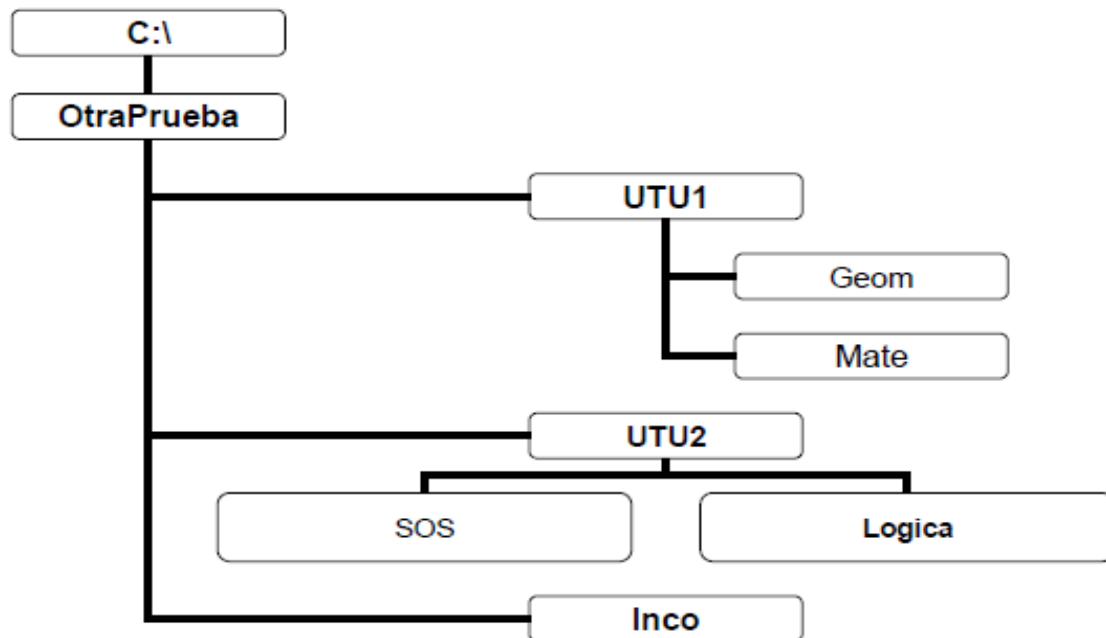 C:\
OtraPrueba
UTU1
Geom
Mate
UTU2
SOS
Logica
Inco